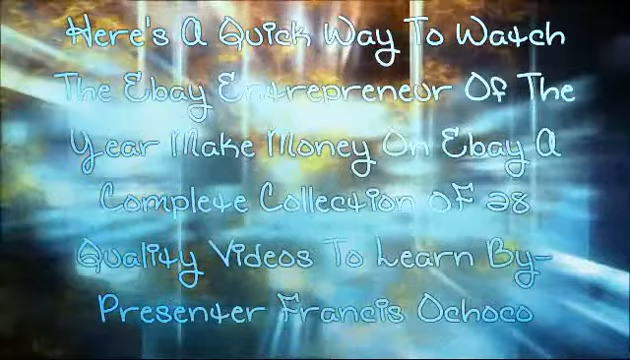 Here's A Quick Way To Watch
The Ebay Entrepreneur Of The
Year Make Money On Ebay A
Complete Collection Of 28
Quality Videos To Learn By-
Presenter Francis Ochoco